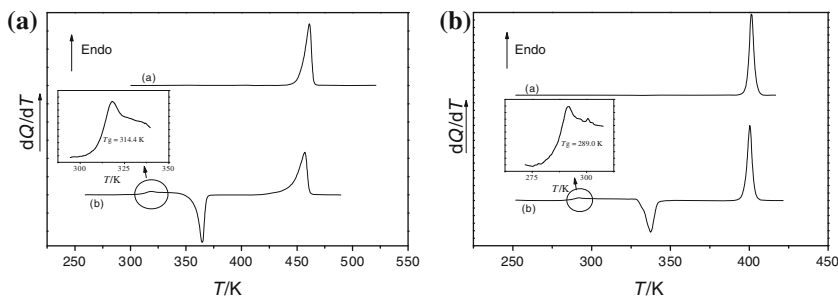 (a)
Endo
(a)
Tg = 314.4 K
300 325 350
T/K
(b)
dQ/dT
225 250 300 350 400 450 500 550
T/K
(b)
Endo
(a)
Tg = 289.0 K
275 300
T/K
(b)
dQ/dT
250 300 350 400 450
T/K